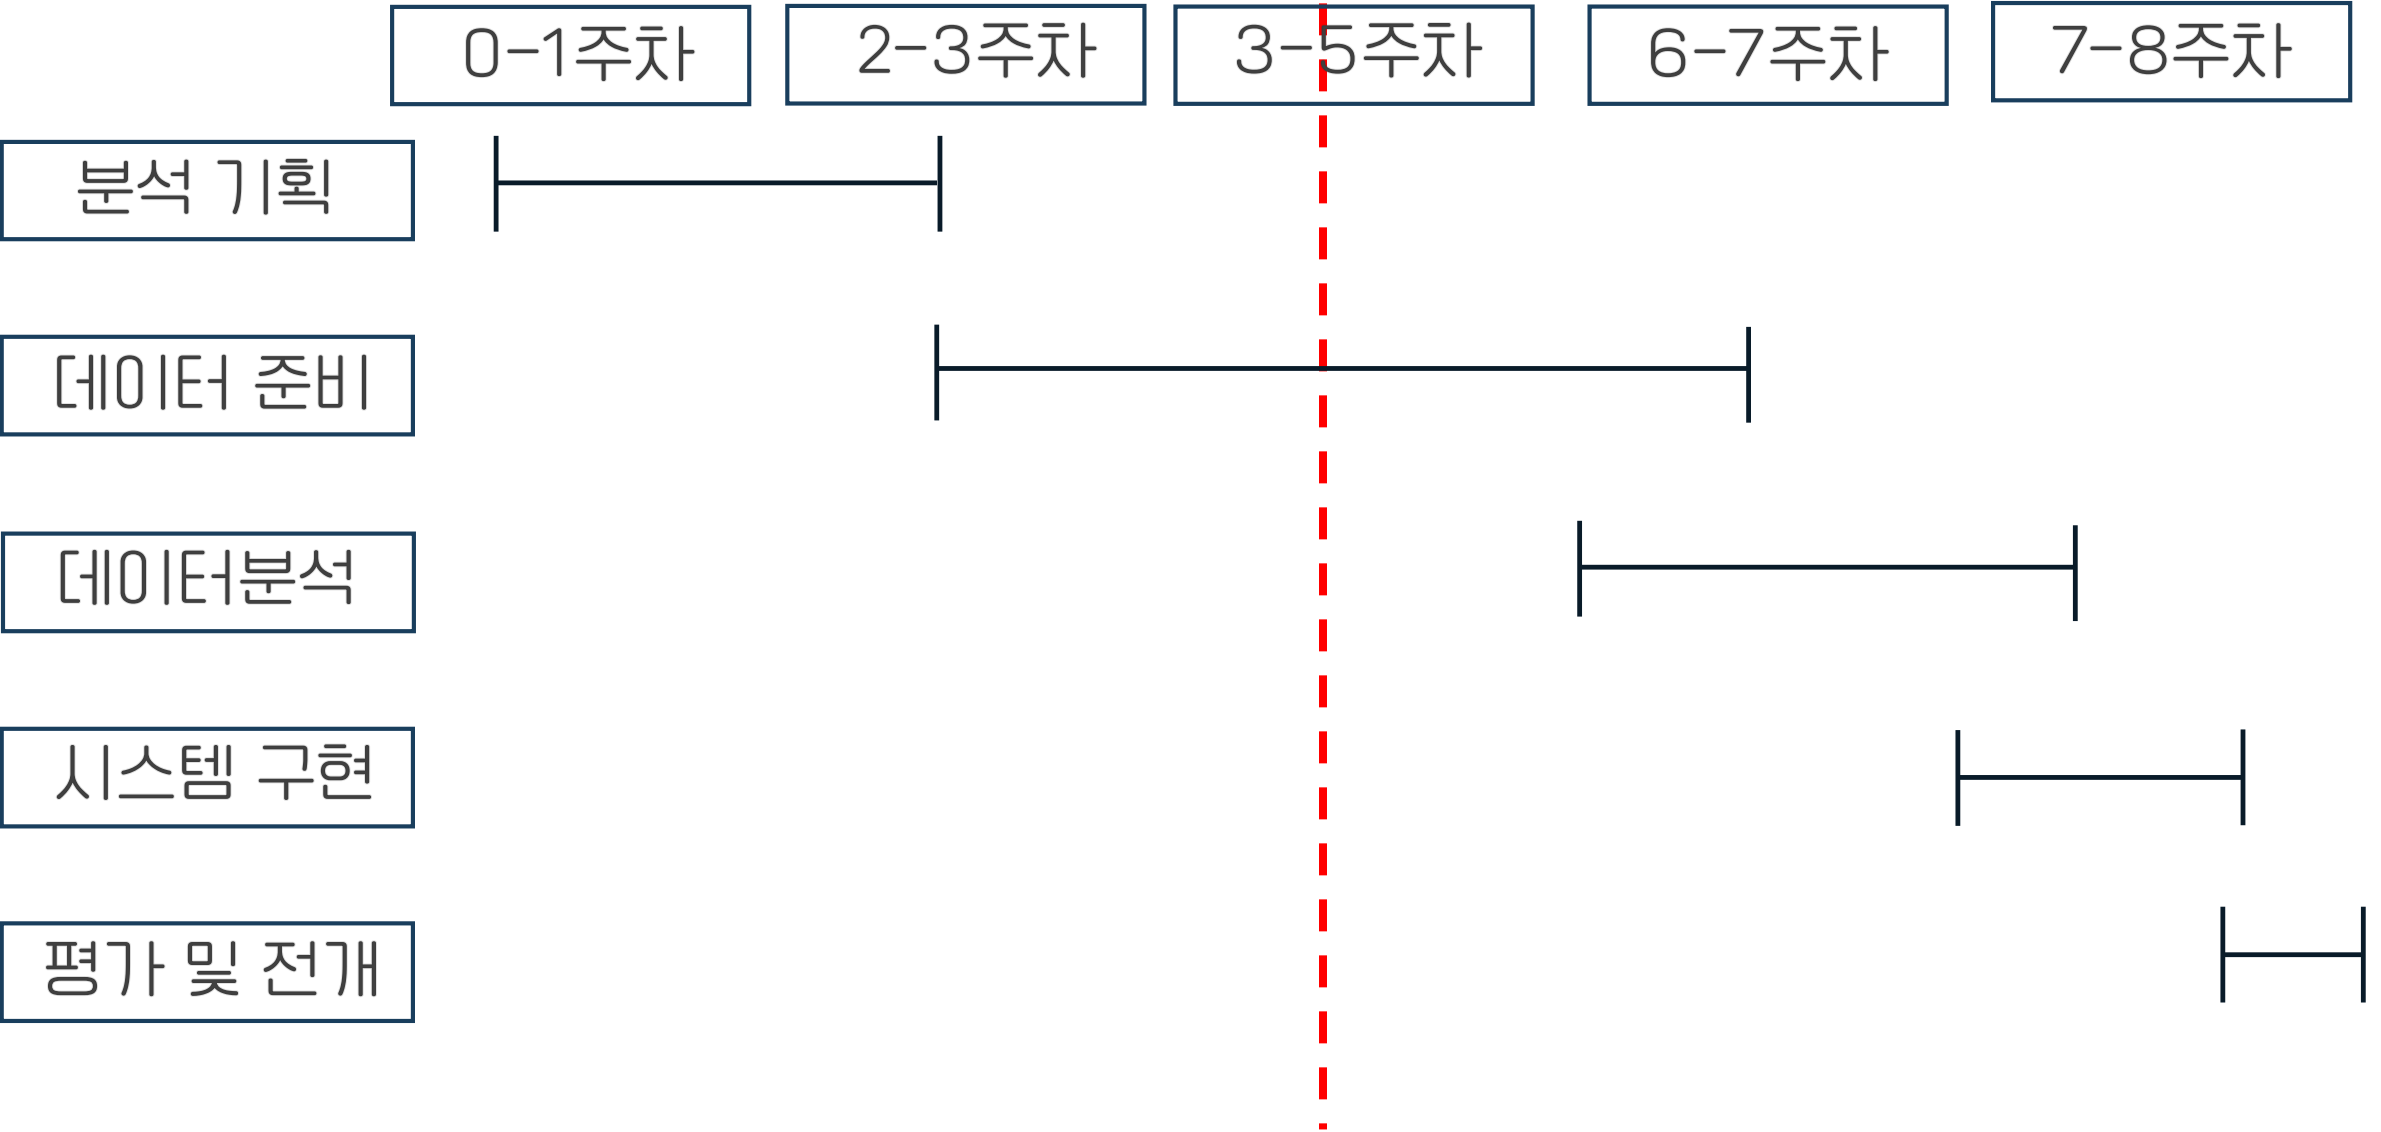 0-1주차
2-3주차
3-5주차
6-7주차
7-8주차
분석 기획
데이터 준비
데이터분석
시스템 구현
평가 및 전개